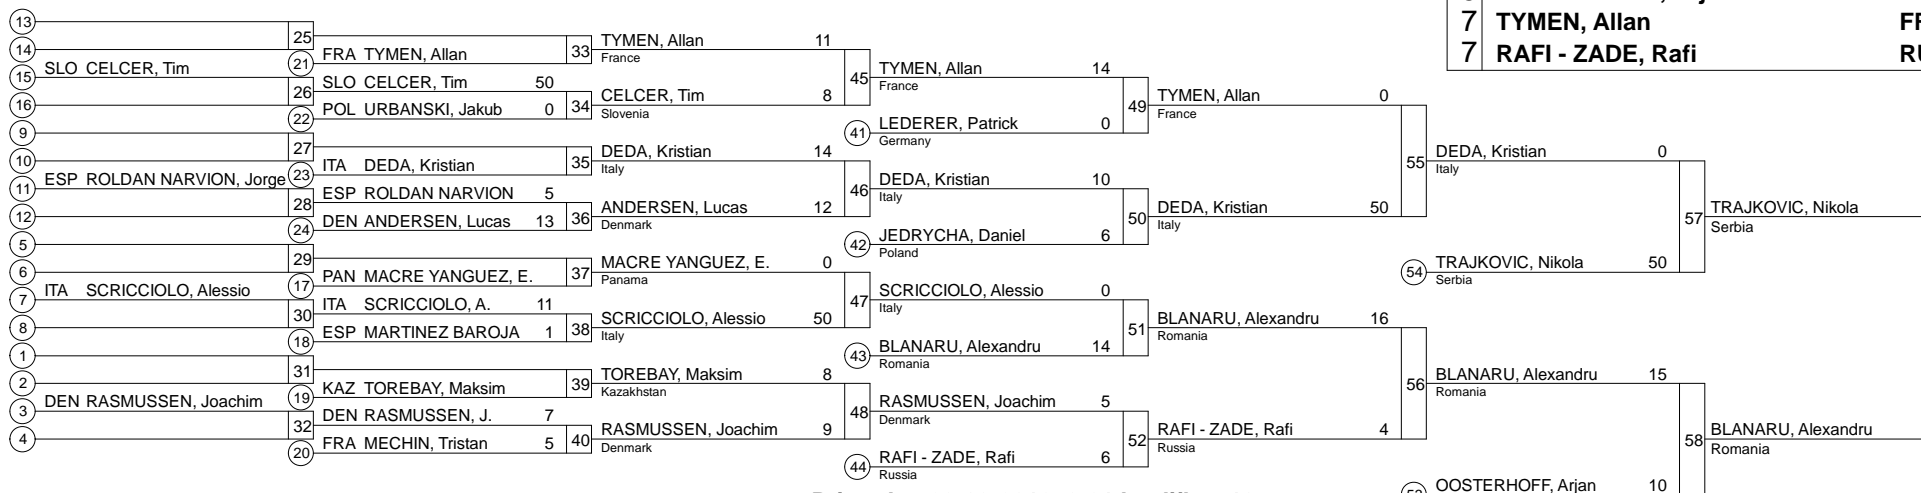 7 TYMEN, Allan
7 RAFI - ZADE, Rafi
13
14
15 SLO CELCER, Tim
16
9
10
11 ESP ROLDAN NARVION, Jorge
12
5
6
7 ITA SCRICCIOLO, Alessio
8
1
2
3 DEN RASMUSSEN, Joachim
4
25
21 FRA TYMEN, Allan
26 SLO CELCER, Tim 50
22 POL URBANSKI, Jakub 0
27
23 ITA DEDA, Kristian
28 ESP ROLDAN NARVION 5
24 DEN ANDERSEN, Lucas 13
29
17 PAN MACRE YANGUEZ, E.
30 ITA SCRICCIOLO, A. 11
18 ESP MARTINEZ BAROJA 1
31
19 KAZ TOREBAY, Maksim
32 DEN RASMUSSEN, J. 7
20 FRA MECHIN, Tristan 5
33 TYMEN, Allan 11
France
34 CELCER, Tim 8
Slovenia
35 DEDA, Kristian 14
Italy
36 ANDERSEN, Lucas 12
Denmark
37 MACRE YANGUEZ, E. 0
Panama
38 SCRICCIOLO, Alessio 50
Italy
39 TOREBAY, Maksim 8
Kazakhstan
40 RASMUSSEN, Joachim 9
Denmark
45 TYMEN, Allan 14
France
41 LEDERER, Patrick 0
Germany
46 DEDA, Kristian 10
Italy
42 JEDRYCHA, Daniel 6
Poland
47 SCRICCIOLO, Alessio 0
Italy
43 BLANARU, Alexandru 14
Romania
48 RASMUSSEN, Joachim 5
Denmark
44 RAFI - ZADE, Rafi 6
Russia
49 TYMEN, Allan 0
France
50 DEDA, Kristian 50
Italy
51 BLANARU, Alexandru 16
Romania
52 RAFI - ZADE, Rafi 4
Russia
55 DEDA, Kristian 0
Italy
54 TRAJKOVIC, Nikola 50
Serbia
56 BLANARU, Alexandru 15
Romania
OOSTERHOFF, Arjan 10
57 TRAJKOVIC, Nikola
Serbia
58 BLANARU, Alexandru
Romania